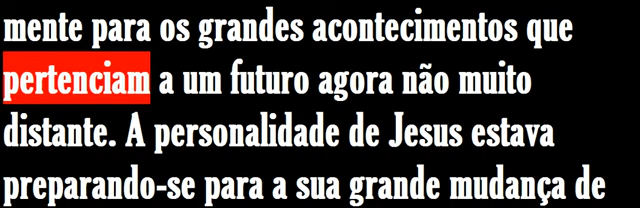 mente para os grandes acontecimentos que
pertenciam a um futuro agora não muito
distante. A personalidade de Jesus estava
preparando-se para a sua grande mudança de